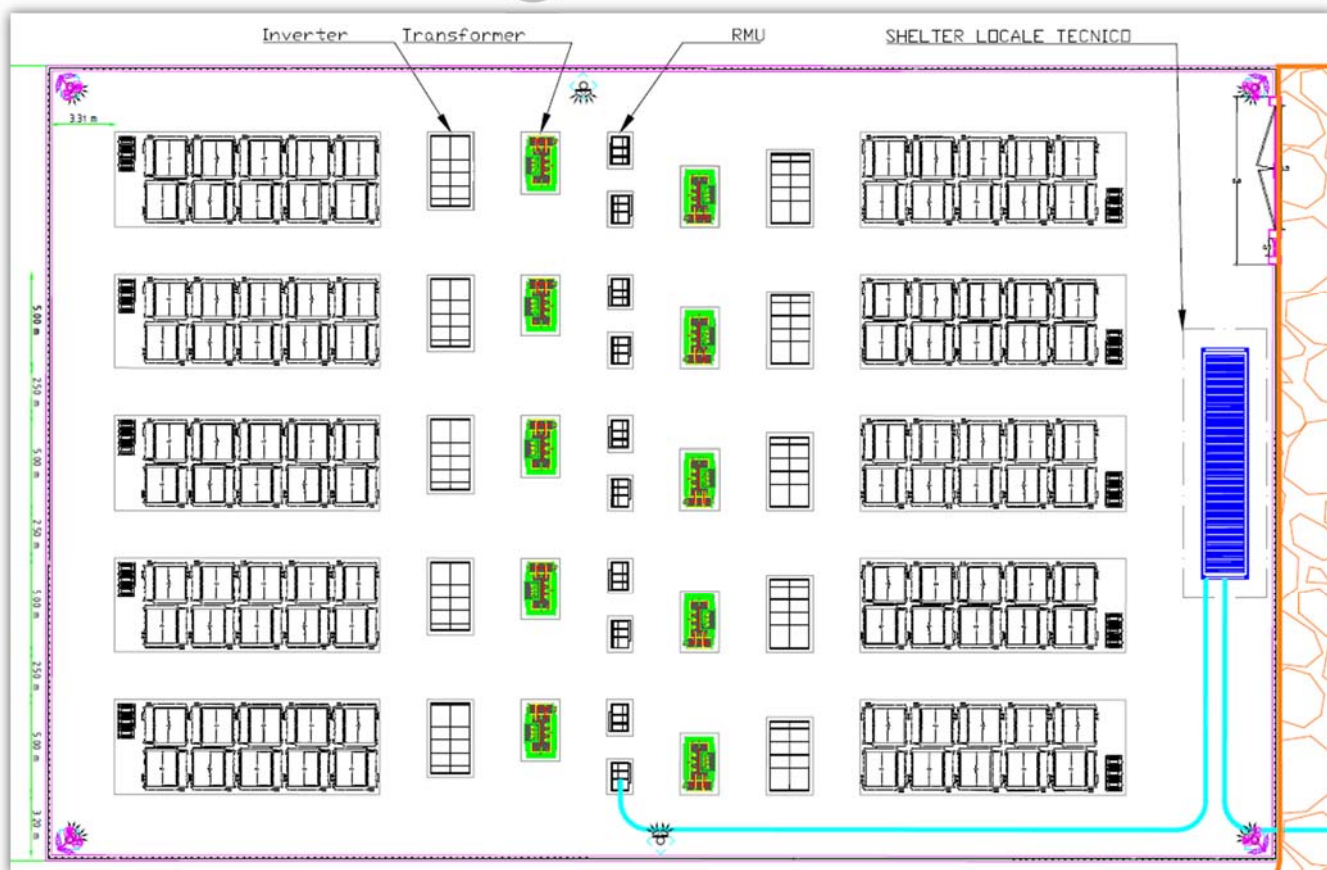 Inverter
Transformer
RMU
SHELTER LOCALE TECNICO
3.31 m
5.00 m
2.50 m
5.00 m
2.50 m
5.00 m
2.50 m
5.00 m
3.20 m